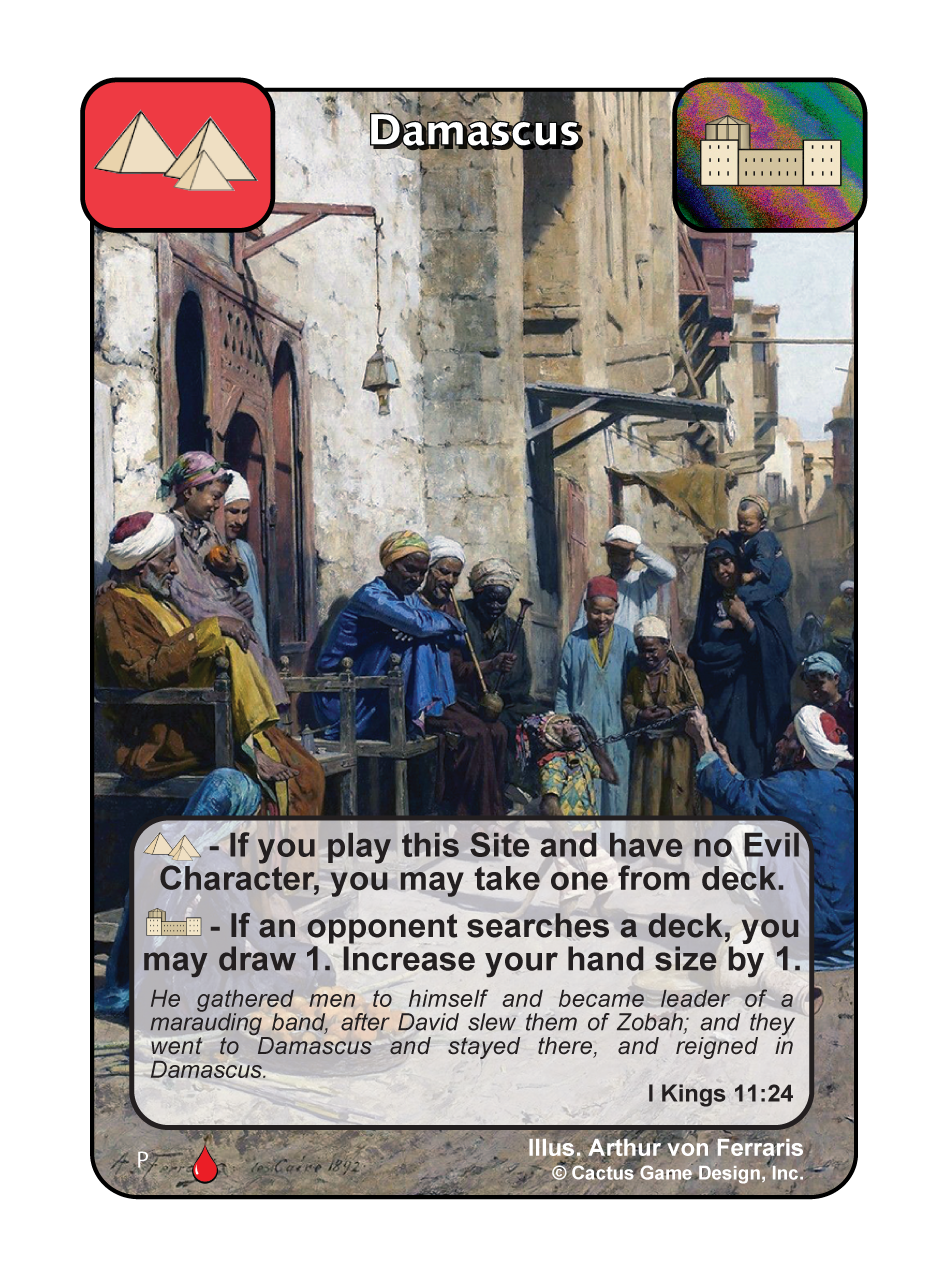 Damascus
- If you play this Site and have no Evil
Character, you may take one from deck.
- If an opponent searches a deck, you
may draw 1. Increase your hand size by 1.
He gathered men to himself and became leader of a
marauding band, after David slew them of Zobah; and they
went to Damascus and stayed there, and reigned in
Damascus.
I Kings 11:24
P
Illus. Arthur von Ferraris
© Cactus Game Design, Inc.
1892